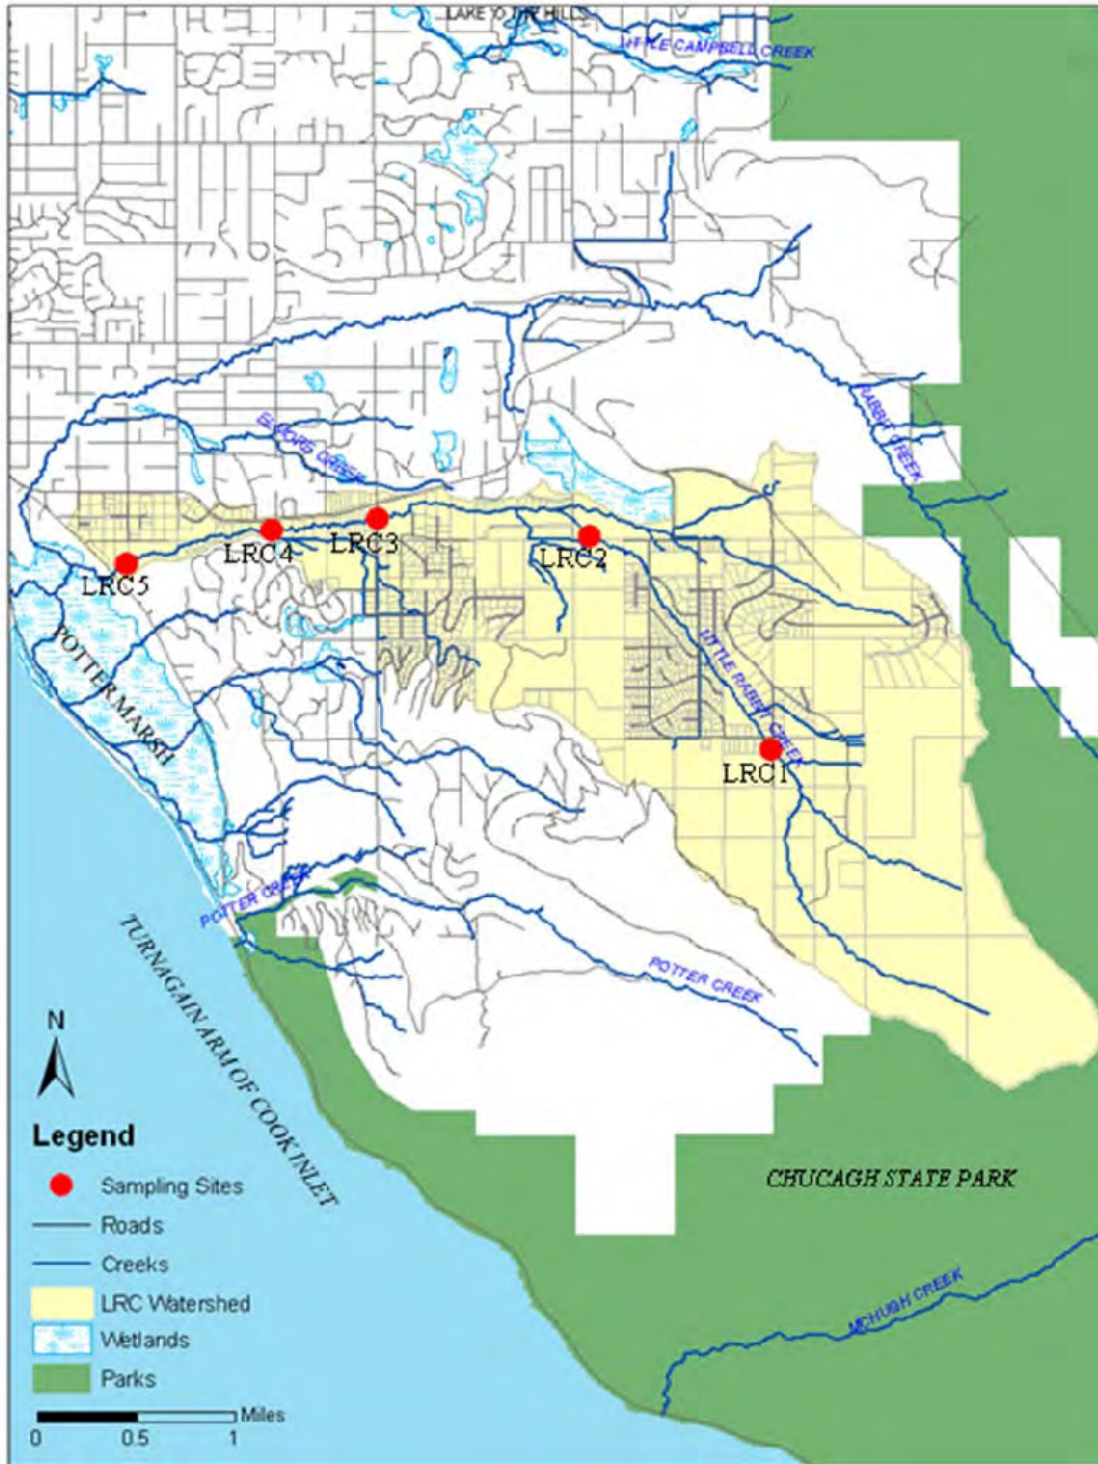 LAKE O THE HILLS
LITTLE CAMPBELL CREEK
RABBIT CREEK
ELMORE CREEK
LRC5
LRC4
LRC3
LRC2
LITTLE RABBIT CREEK
LRC1
POTTER MARSH
POTTER CREEK
POTTER CREEK
TURNAGAIN ARM OF COOK INLET
CHUCAGH STATE PARK
MCHUGH CREEK
N
Legend
Sampling Sites
Roads
Creeks
LRC Watershed
Wetlands
Parks
Miles
0 0.5 1